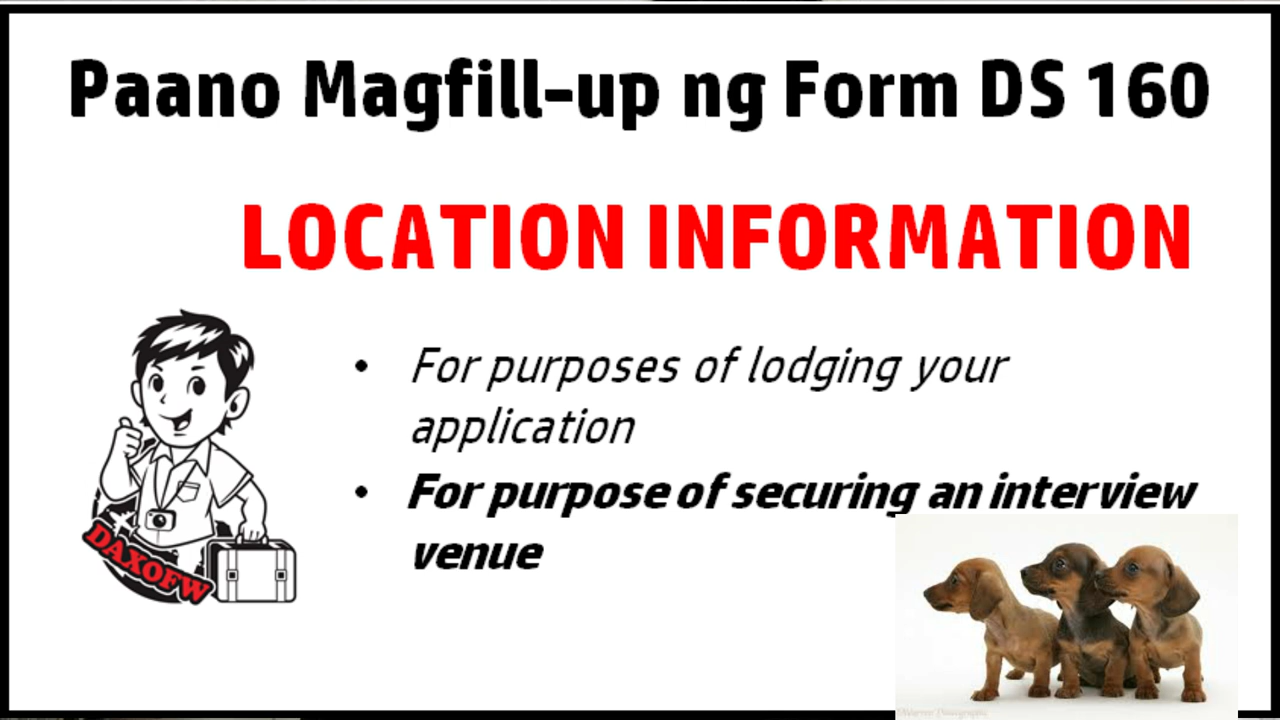 Paano Magfill-up ng Form DS 160
LOCATION INFORMATION
• For purposes of lodging your
application
• For purpose of securing an interview
venue
DAXOFW